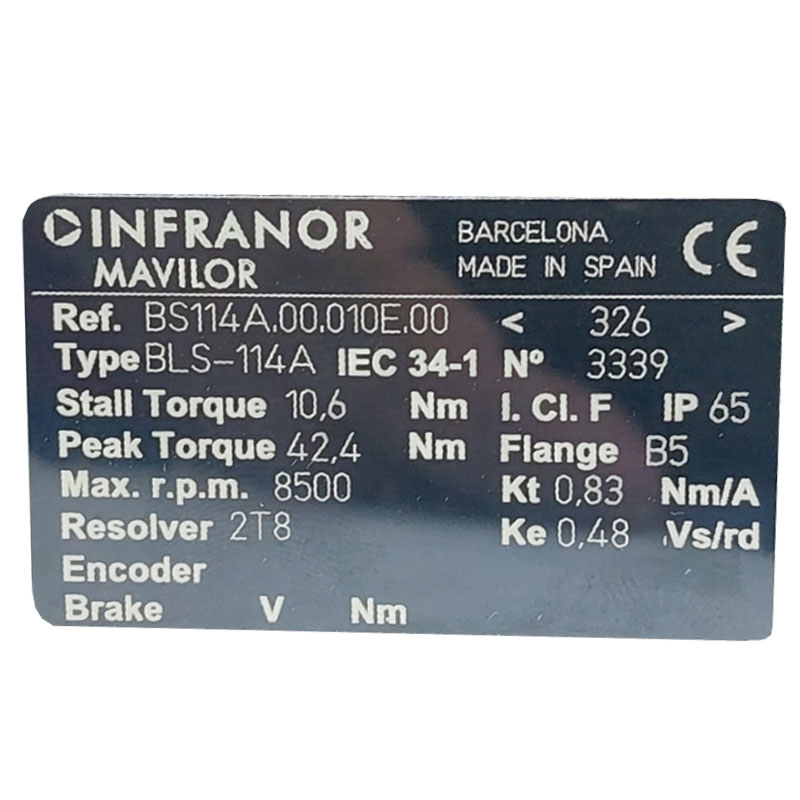 INFRANOR BARCELONA CE
MAVILOR MADE IN SPAIN
Ref. BS114A.00.010E.00 < 326 >
Type BLS-114A IEC 34-1 Nº 3339
Stall Torque 10,6 Nm I. Cl. F IP 65
Peak Torque 42,4 Nm Flange B5
Max. r.p.m. 8500 Kt 0,83 Nm/A
Resolver 2T8 Ke 0,48 Vs/rd
Encoder
Brake V Nm